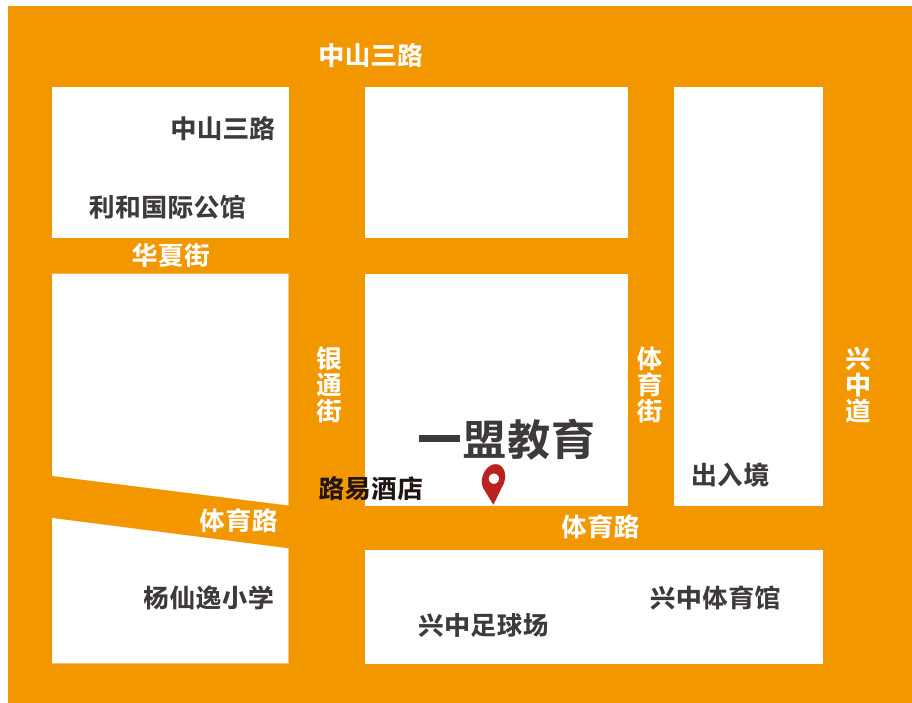 中山三路
中山三路
利和国际公馆
华夏街
银通街
体育街
兴中道
一盟教育
出入境
路易酒店
体育路
体育路
杨仙逸小学
兴中体育馆
兴中足球场